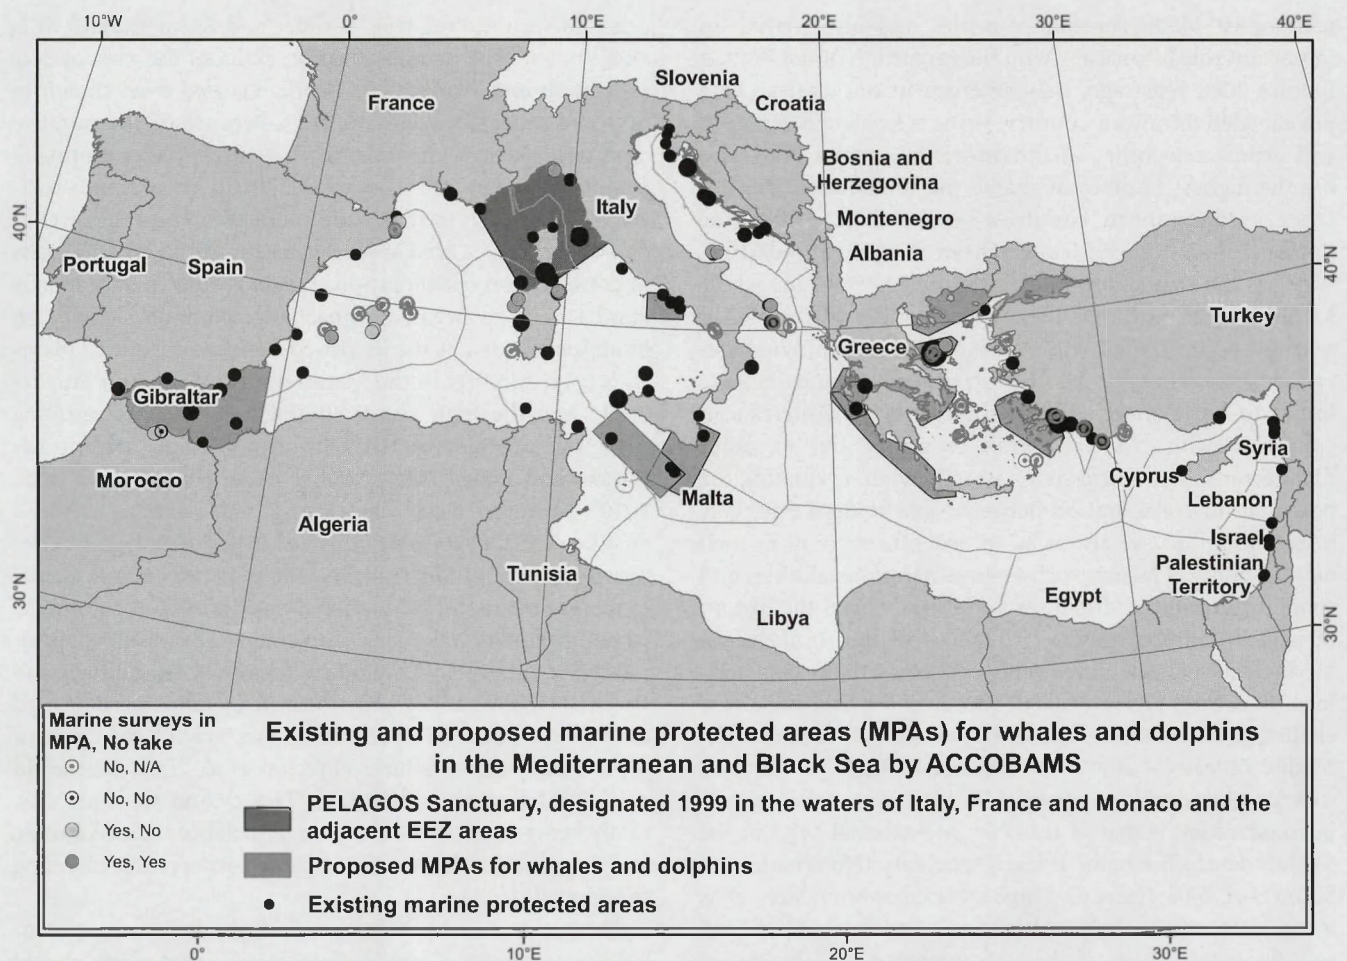 10°W 0° 10°E 20°E 30°E 40°E
Slovenia
France
Croatia
Bosnia and
Herzegovina
Italy
Montenegro
40°N
Albania
40°N
Portugal
Spain
Turkey
Greece
Gibraltar
Syria
Morocco
Cyprus
Malta
Lebanon
Algeria
Israel
Tunisia
Palestinian
Territory
30°N
Egypt
Libya
30°N
Marine surveys in
MPA, No take
No, N/A
No, No
Yes, No
Yes, Yes
Existing and proposed marine protected areas (MPAs) for whales and dolphins
in the Mediterranean and Black Sea by ACCOBAMS
PELAGOS Sanctuary, designated 1999 in the waters of Italy, France and Monaco and the
adjacent EEZ areas
Proposed MPAs for whales and dolphins
Existing marine protected areas
0° 10°E 20°E 30°E